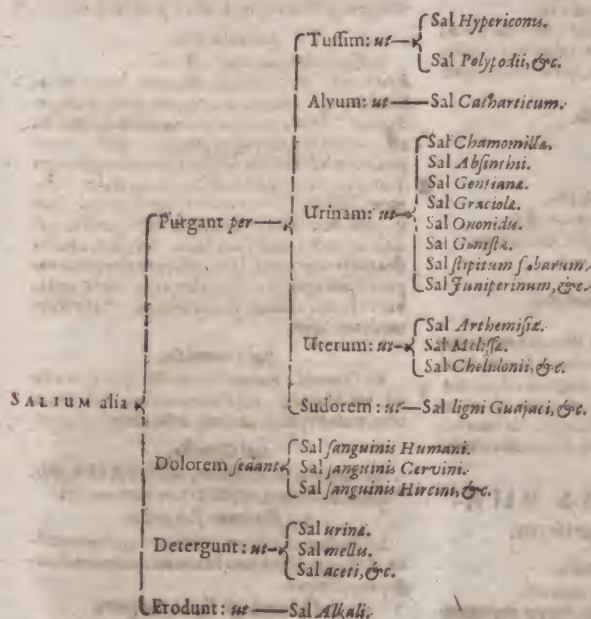 Sal Hypericonis.
Tussim: ut
Sal Polypodii, &c.
Alvum: ut Sal Catharticum.
Sal Chamomillæ.
Sal Absinthii.
Sal Gentianæ.
Sal Graciolæ.
Purgant per Urinam: ut Sal Ononidis.
Sal Genistæ.
Sal stipitum fabarum.
Sal Juniperinum, &c.
Sal Arthemisiæ.
Uterum: ut Sal Melissæ.
Sal Chelidonii, &c.
SALIUM alia Sudorem: ut Sal ligni Guajaci, &c.
Sal sanguinis Humani.
Dolorem sedant Sal sanguinis Cervini.
Sal sanguinis Hircini, &c.
Sal urinæ.
Detergunt: ut Sal mellis.
Sal aceti, &c.
Erodunt: ut Sal Alkali.